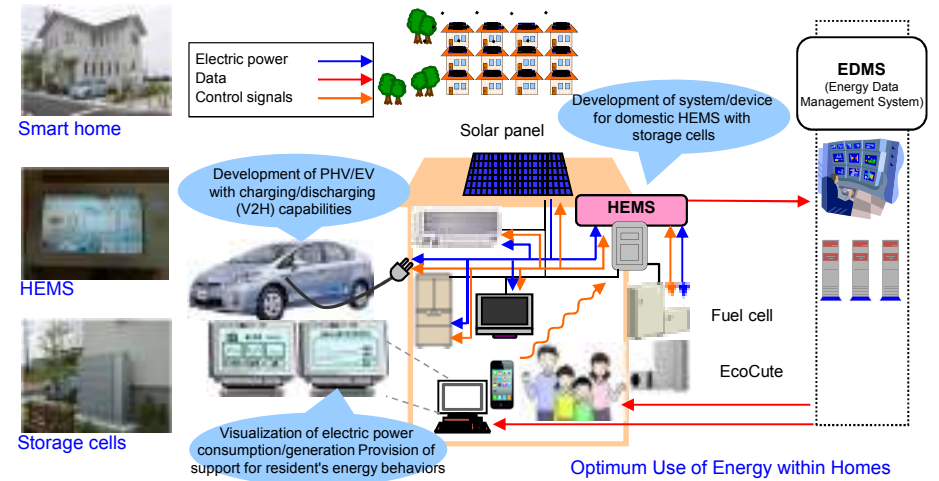 Smart home
HEMS
Storage cells
Electric power
Data
Control signals
Development of system/device
for domestic HEMS with
storage cells
EDMS
(Energy Data
Management System)
Solar panel
Development of PHV/EV
with charging/discharging
(V2H) capabilities
HEMS
Fuel cell
EcoCute
Visualization of electric power
consumption/generation Provision of
support for resident's energy behaviors
Optimum Use of Energy within Homes